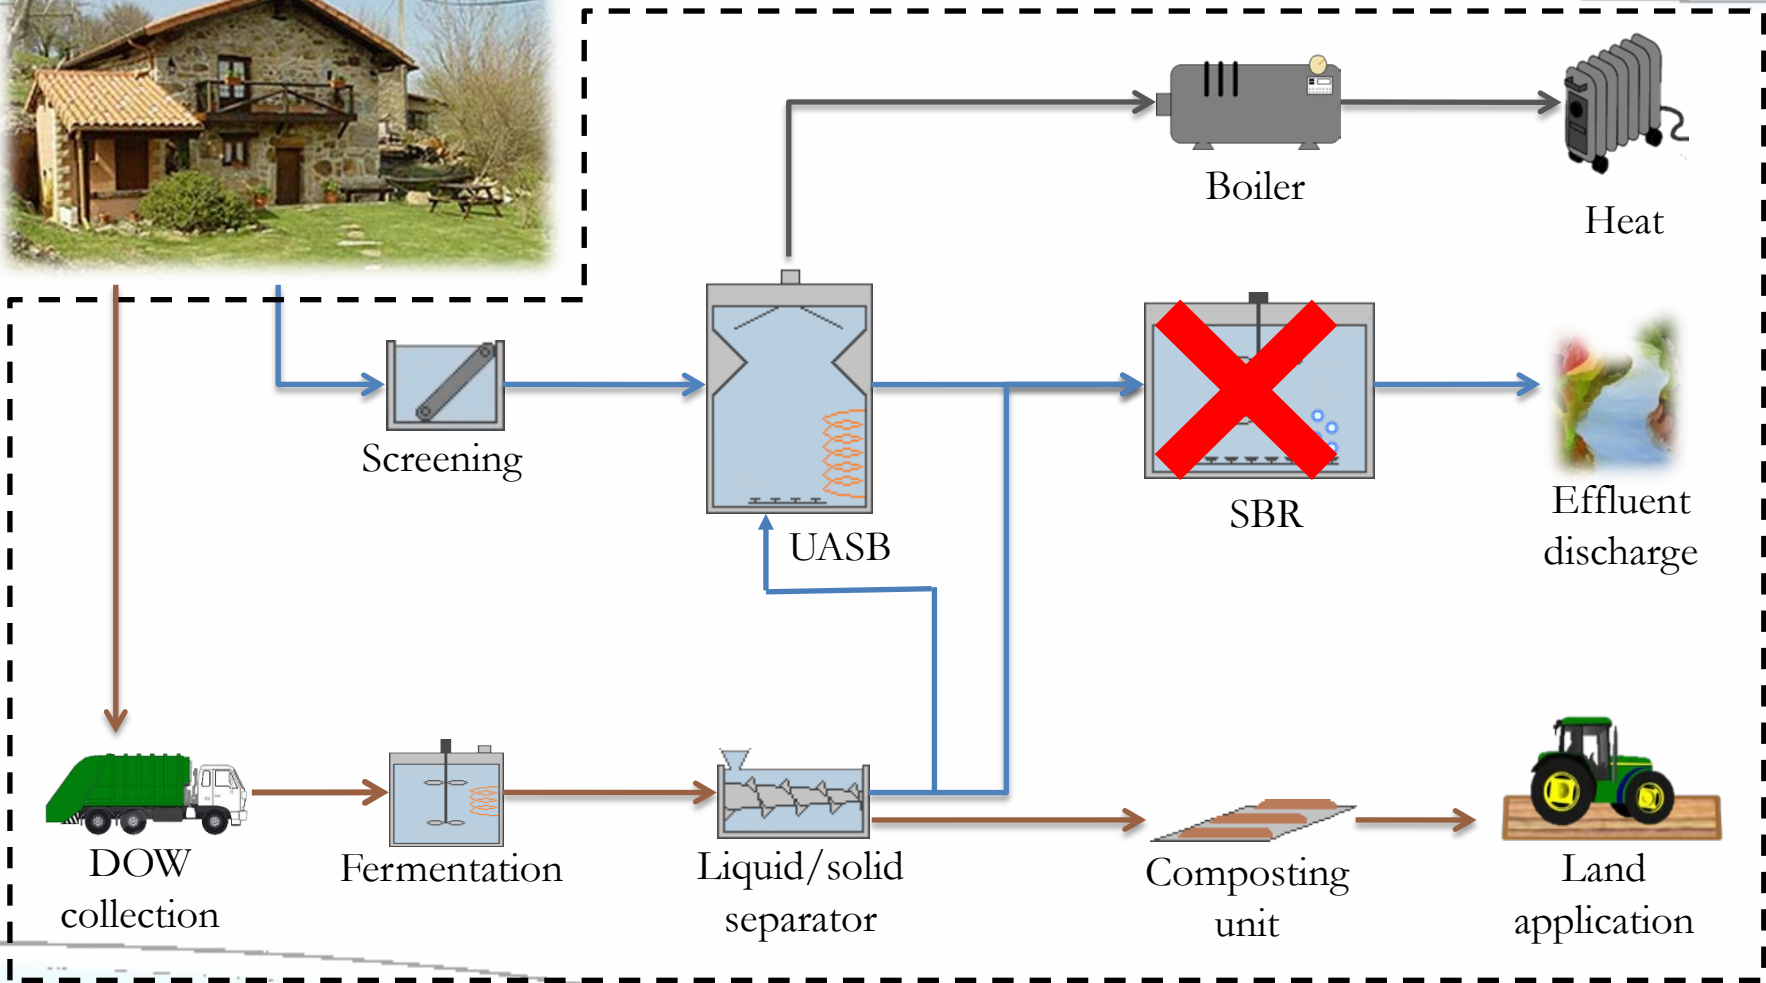 Boiler
Heat
Screening
UASB
SBR
Effluent
discharge
DOW
collection
Fermentation
Liquid/solid
separator
Composting
unit
Land
application